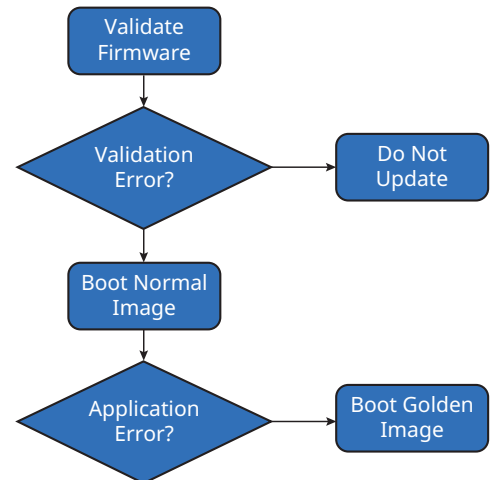 Validate
Firmware
Validation
Error?
Do Not
Update
Boot Normal
Image
Application
Error?
Boot Golden
Image